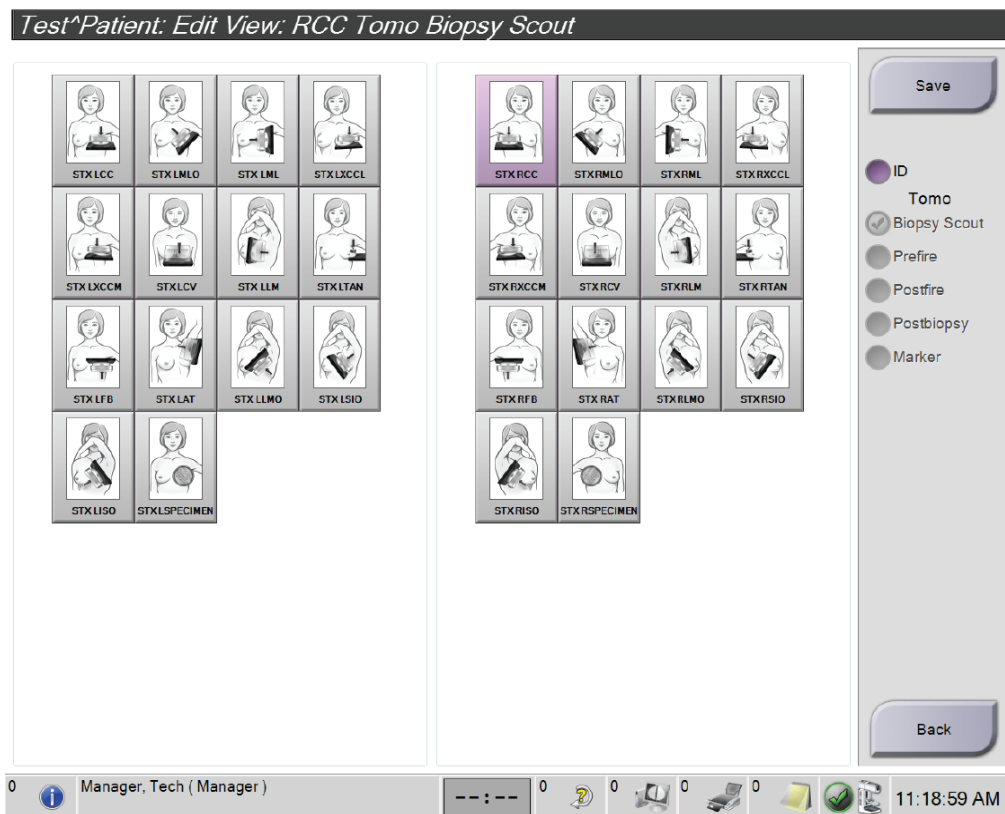 Test^Patient: Edit View: RCC Tomo Biopsy Scout
STX LCC STX LMLO STX LML STX LXCCL
STX LXCCM STX LCV STX LLM STX LTAN
STX LFB STX LAT STX LLMO STX LSIO
STX LISO STX LSPECIMEN
STX RCC STX RMLO STX RML STX RXCCL
STX RXCCM STX RCV STX RLM STX RTAN
STX RFB STX RAT STX RLMO STX RSIO
STX RISO STX RSPECIMEN
Save
ID
Tomo
Biopsy Scout
Prefire
Postfire
Postbiopsy
Marker
Back
0 Manager, Tech ( Manager ) --:-- 0 0 0 0 11:18:59 AM